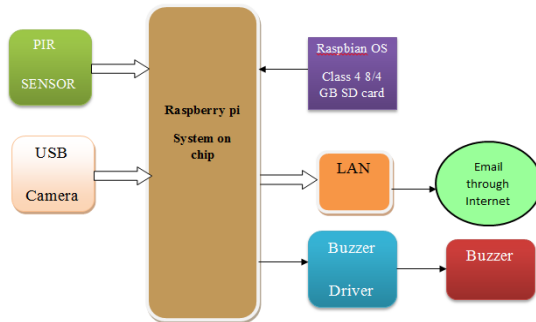 PIR
SENSOR
USB
Camera
Raspberry pi
System on
chip
Raspbian OS
Class 4 8/4
GB SD card
LAN
Email
through
Internet
Buzzer
Driver
Buzzer